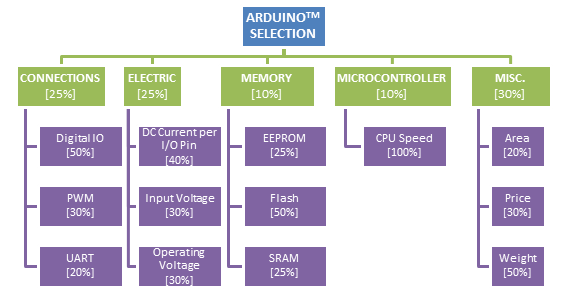 ARDUINO™
SELECTION
CONNECTIONS
[25%]
ELECTRIC
[25%]
MEMORY
[10%]
MICROCONTROLLER
[10%]
MISC.
[30%]
Digital IO
[50%]
PWM
[30%]
UART
[20%]
DC Current per
I/O Pin
[40%]
Input Voltage
[30%]
Operating
Voltage
[30%]
EEPROM
[25%]
Flash
[50%]
SRAM
[25%]
CPU Speed
[100%]
Area
[20%]
Price
[30%]
Weight
[50%]